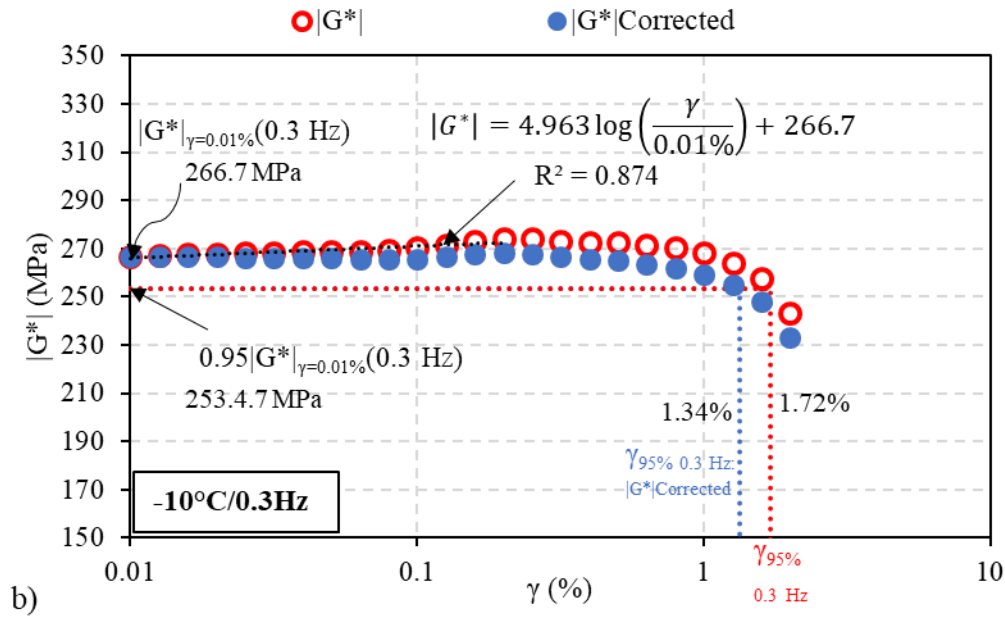 |G*| |G*|Corrected
350
330
310
290
270
250
230
210
190
170
150
|G*| (MPa)
|G*|γ=0.01%(0.3 Hz)
266.7 MPa
|G*| = 4.963 log(γ/0.01%) + 266.7
R² = 0.874
0.95|G*|γ=0.01%(0.3 Hz)
253.4.7 MPa
1.34% 1.72%
γ95% 0.3 Hz:
|G*|Corrected
-10°C/0.3Hz
0.01 0.1 1 10
γ (%)
γ95%
0.3 Hz
b)